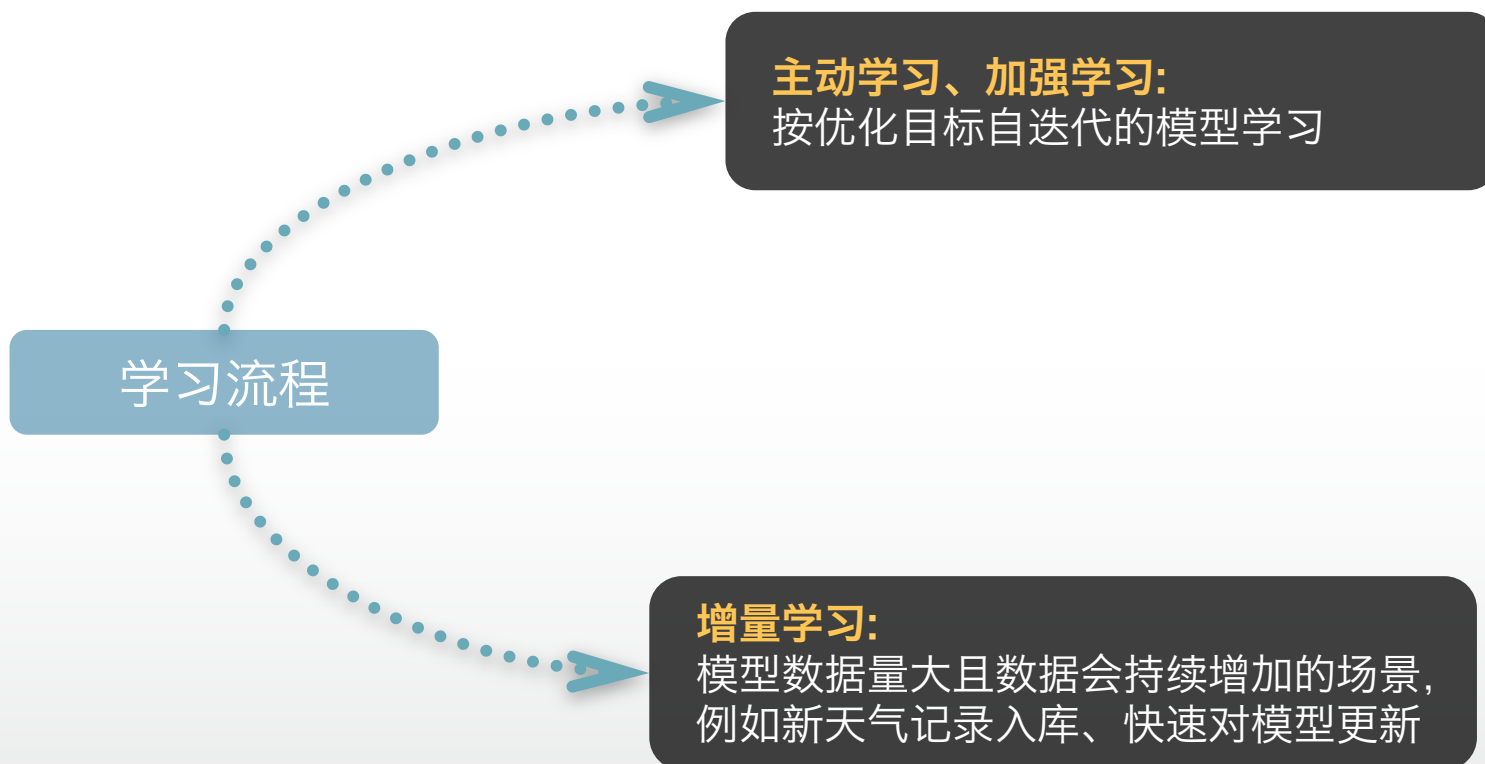 主动学习、加强学习:
按优化目标自迭代的模型学习
学习流程
增量学习:
模型数据量大且数据会持续增加的场景,
例如新天气记录入库、快速对模型更新